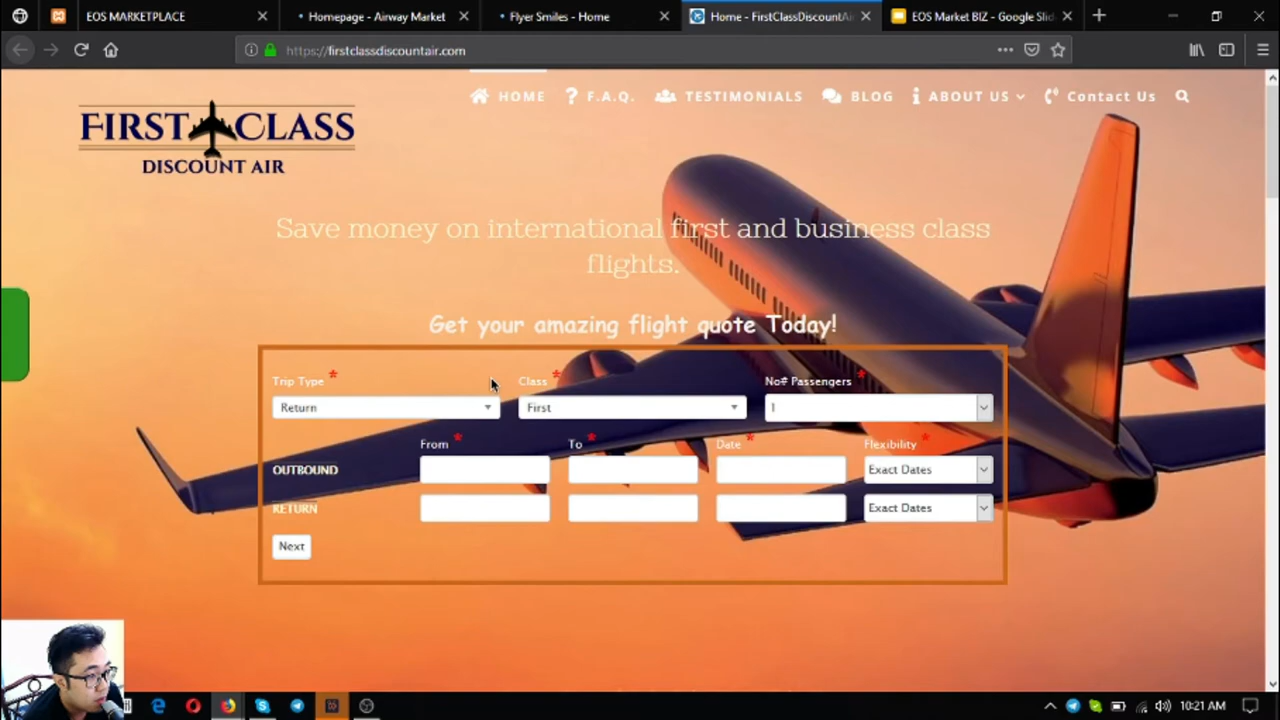 EOS MARKETPLACE
Homepage - Airway Market
Flyer Smiles - Home
Home - FirstClassDiscountAi
EOS Market BIZ - Google Slid
https://firstclassdiscountair.com
HOME
F.A.Q.
TESTIMONIALS
BLOG
ABOUT US
Contact Us
FIRST CLASS
DISCOUNT AIR
Save money on international first and business class
flights.
Get your amazing flight quote Today!
Trip Type *
Class *
No# Passengers *
Return
First
1
From *
To *
Date *
Flexibility *
OUTBOUND
Exact Dates
RETURN
Exact Dates
Next
10:21 AM